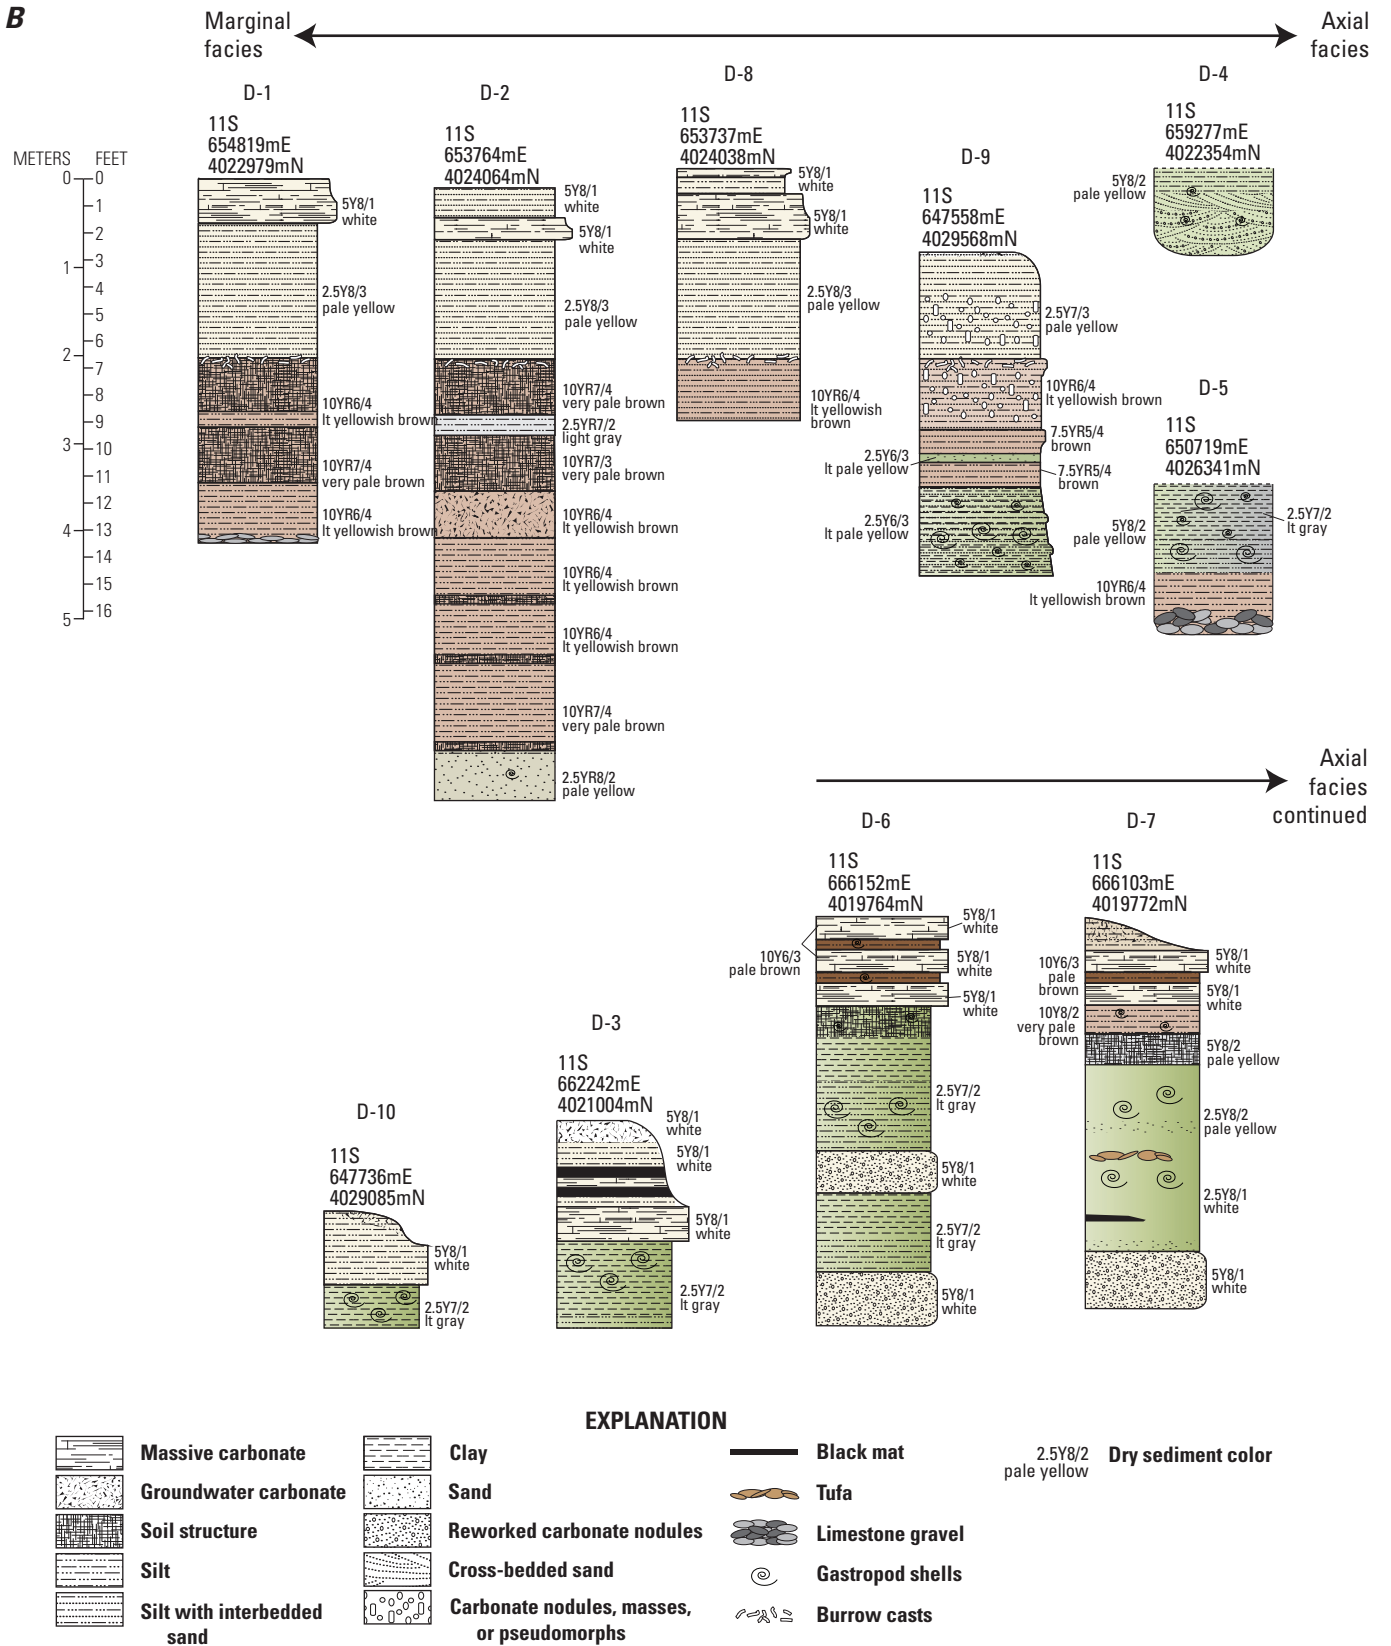 B
Marginal
facies
Axial
facies
METERS
FEET
0
1
2
3
4
5
0
1
2
3
4
5
6
7
8
9
10
11
12
13
14
15
16
D-1
11S
654819mE
4022979mN
5Y8/1
white
2.5Y8/3
pale yellow
10YR6/4
lt yellowish brown
10YR7/4
very pale brown
10YR6/4
lt yellowish brown
D-2
11S
653764mE
4024064mN
5Y8/1
white
5Y8/1
white
2.5Y8/3
pale yellow
10YR7/4
very pale brown
2.5YR7/2
light gray
10YR7/3
very pale brown
10YR6/4
lt yellowish brown
10YR6/4
lt yellowish brown
10YR6/4
lt yellowish brown
10YR7/4
very pale brown
2.5YR8/2
pale yellow
D-8
11S
653737mE
4024038mN
5Y8/1
white
5Y8/1
white
2.5Y8/3
pale yellow
10YR6/4
lt yellowish
brown
D-9
11S
647558mE
4029568mN
2.5Y7/3
pale yellow
10YR6/4
lt yellowish brown
7.5YR5/4
brown
2.5Y6/3
lt pale yellow
7.5YR5/4
brown
2.5Y6/3
lt pale yellow
D-4
11S
659277mE
4022354mN
5Y8/2
pale yellow
D-5
11S
650719mE
4026341mN
2.5Y7/2
lt gray
5Y8/2
pale yellow
10YR6/4
lt yellowish brown
Axial
facies
continued
D-10
11S
647736mE
4029085mN
5Y8/1
white
2.5Y7/2
lt gray
D-3
11S
662242mE
4021004mN
5Y8/1
white
5Y8/1
white
5Y8/1
white
2.5Y7/2
lt gray
D-6
11S
666152mE
4019764mN
5Y8/1
white
10Y6/3
pale brown
5Y8/1
white
5Y8/1
white
2.5Y7/2
lt gray
5Y8/1
white
2.5Y7/2
lt gray
5Y8/1
white
D-7
11S
666103mE
4019772mN
5Y8/1
white
10Y6/3
pale
brown
5Y8/1
white
10Y8/2
very pale
brown
5Y8/2
pale yellow
2.5Y8/2
pale yellow
2.5Y8/1
white
5Y8/1
white
EXPLANATION
Massive carbonate
Groundwater carbonate
Soil structure
Silt
Silt with interbedded
sand
Clay
Sand
Reworked carbonate nodules
Cross-bedded sand
Carbonate nodules, masses,
or pseudomorphs
Black mat
Tufa
Limestone gravel
Gastropod shells
Burrow casts
2.5Y8/2
pale yellow
Dry sediment color